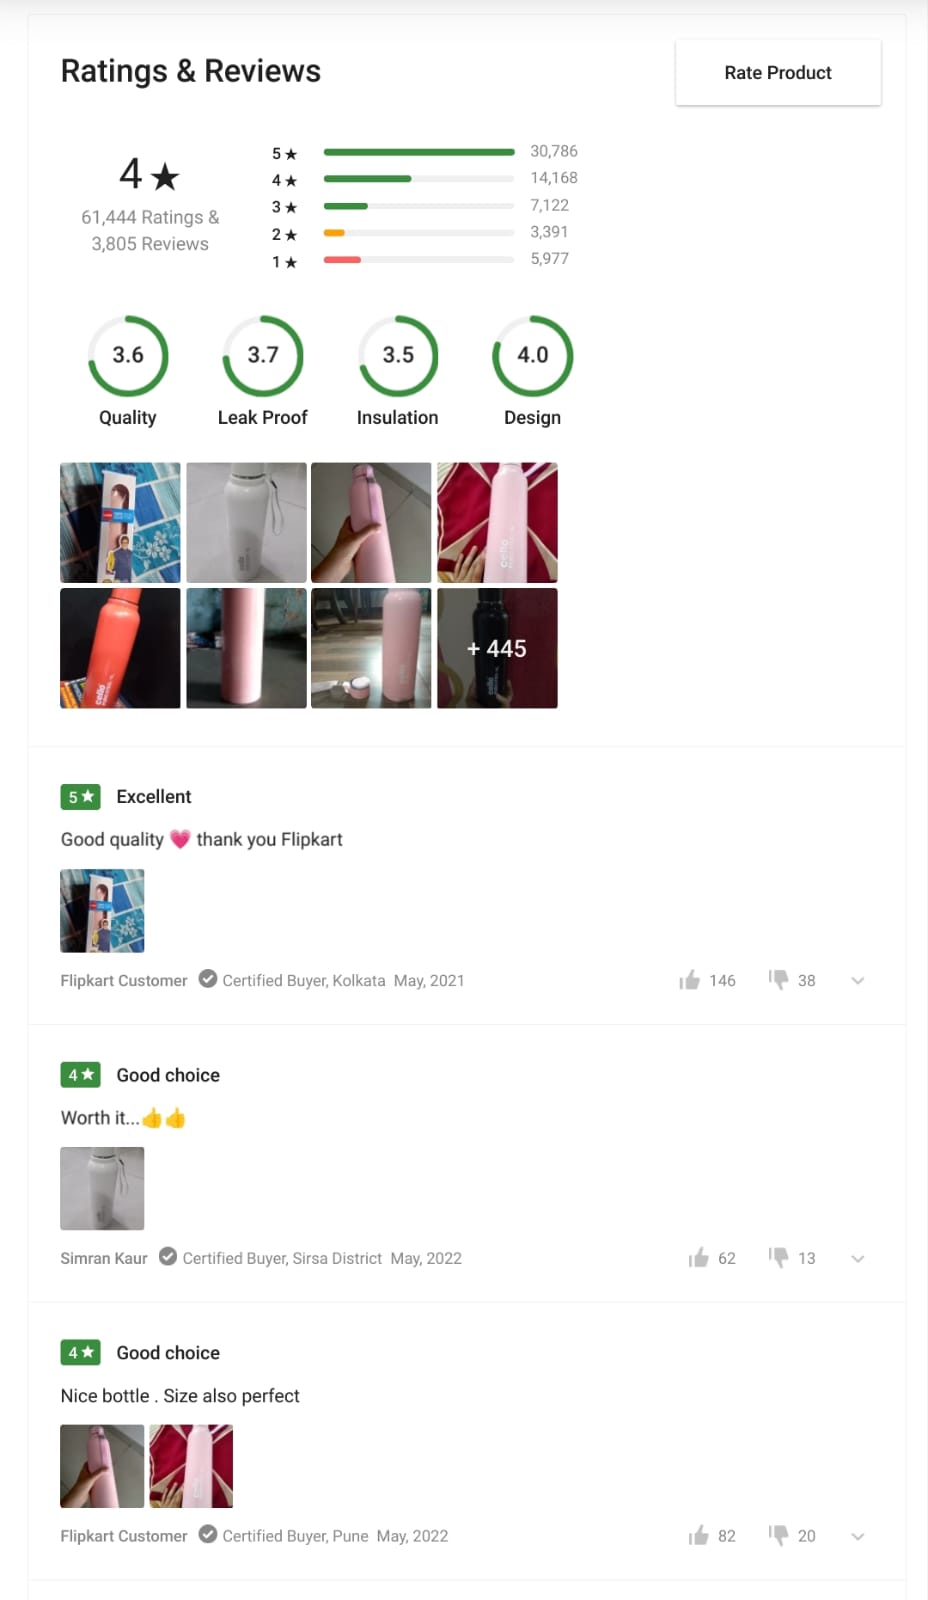 Ratings & Reviews
Rate Product
4★
61,444 Ratings &
3,805 Reviews
5★ 30,786
4★ 14,168
3★ 7,122
2★ 3,391
1★ 5,977
3.6 3.7 3.5 4.0
Quality Leak Proof Insulation Design
cello
cello
cello
+ 445
5★ Excellent
Good quality 💗 thank you Flipkart
Flipkart Customer Certified Buyer, Kolkata May, 2021 146 38
4★ Good choice
Worth it...👍👍
Simran Kaur Certified Buyer, Sirsa District May, 2022 62 13
4★ Good choice
Nice bottle . Size also perfect
Flipkart Customer Certified Buyer, Pune May, 2022 82 20